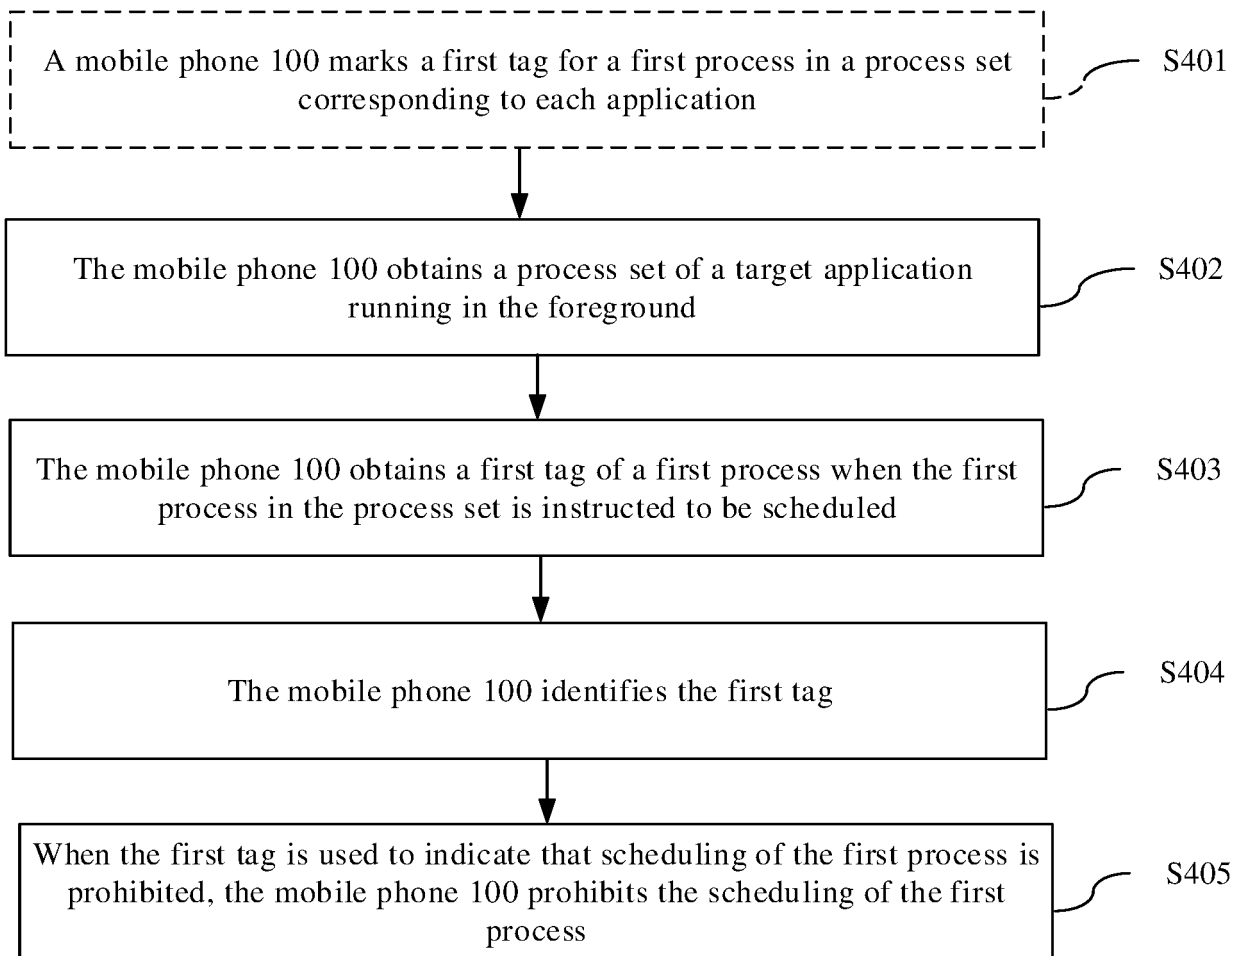 A mobile phone 100 marks a first tag for a first process in a process set
corresponding to each application
S401
The mobile phone 100 obtains a process set of a target application
running in the foreground
S402
The mobile phone 100 obtains a first tag of a first process when the first
process in the process set is instructed to be scheduled
S403
The mobile phone 100 identifies the first tag
S404
When the first tag is used to indicate that scheduling of the first process is
prohibited, the mobile phone 100 prohibits the scheduling of the first
process
S405